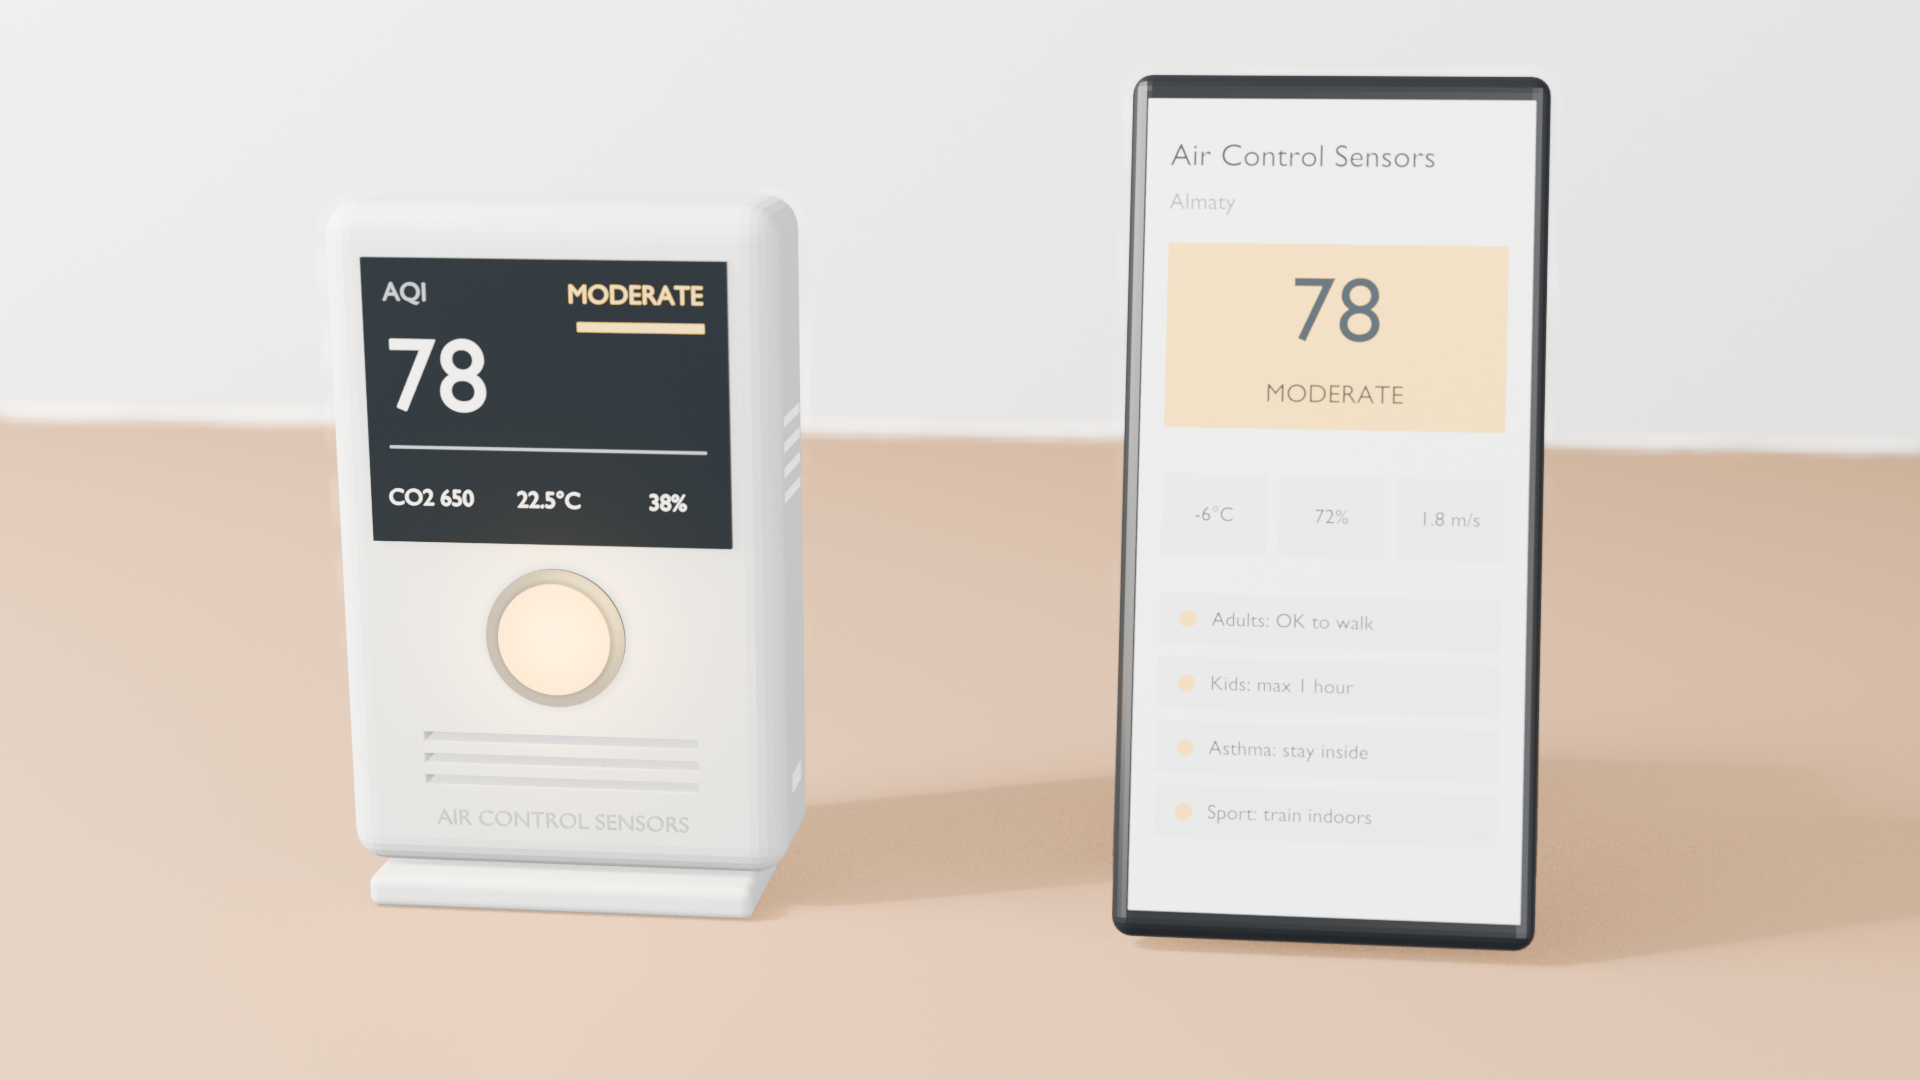 AQI
MODERATE
78
CO2 650 22.5°C 38%
AIR CONTROL SENSORS
Air Control Sensors
Almaty
78
MODERATE
-6°C 72% 1.8 m/s
Adults: OK to walk
Kids: max 1 hour
Asthma: stay inside
Sport: train indoors